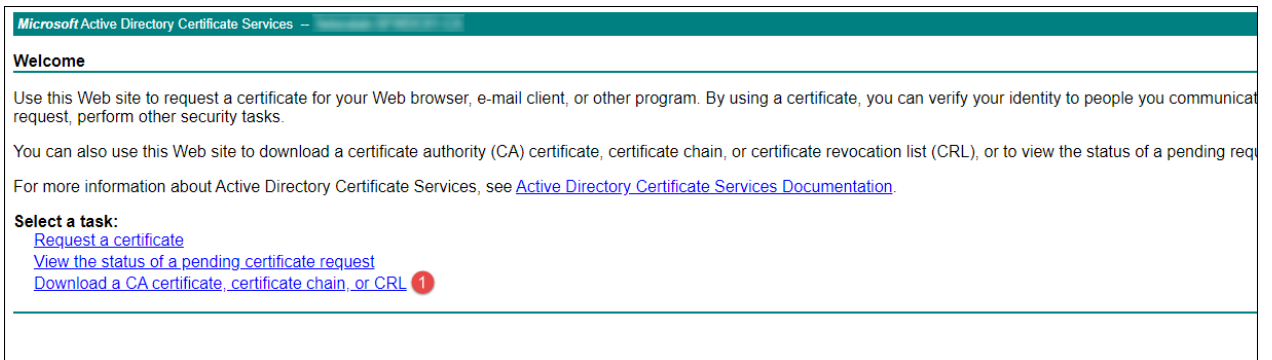 Microsoft Active Directory Certificate Services --
Welcome
Use this Web site to request a certificate for your Web browser, e-mail client, or other program. By using a certificate, you can verify your identity to people you communicat
request, perform other security tasks.
You can also use this Web site to download a certificate authority (CA) certificate, certificate chain, or certificate revocation list (CRL), or to view the status of a pending requ
For more information about Active Directory Certificate Services, see Active Directory Certificate Services Documentation.
Select a task:
Request a certificate
View the status of a pending certificate request
Download a CA certificate, certificate chain, or CRL 1